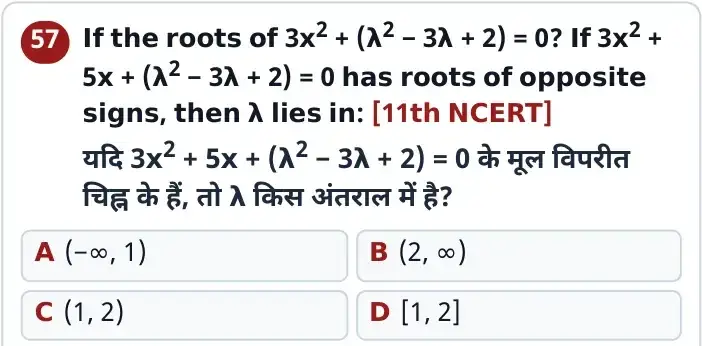 57 If the roots of 3x² + (λ² − 3λ + 2) = 0? If 3x² +
5x + (λ² − 3λ + 2) = 0 has roots of opposite
signs, then λ lies in: [11th NCERT]
यदि 3x² + 5x + (λ² − 3λ + 2) = 0 के मूल विपरीत
चिह्न के हैं, तो λ किस अंतराल में है?
A (−∞, 1) B (2, ∞)
C (1, 2) D [1, 2]